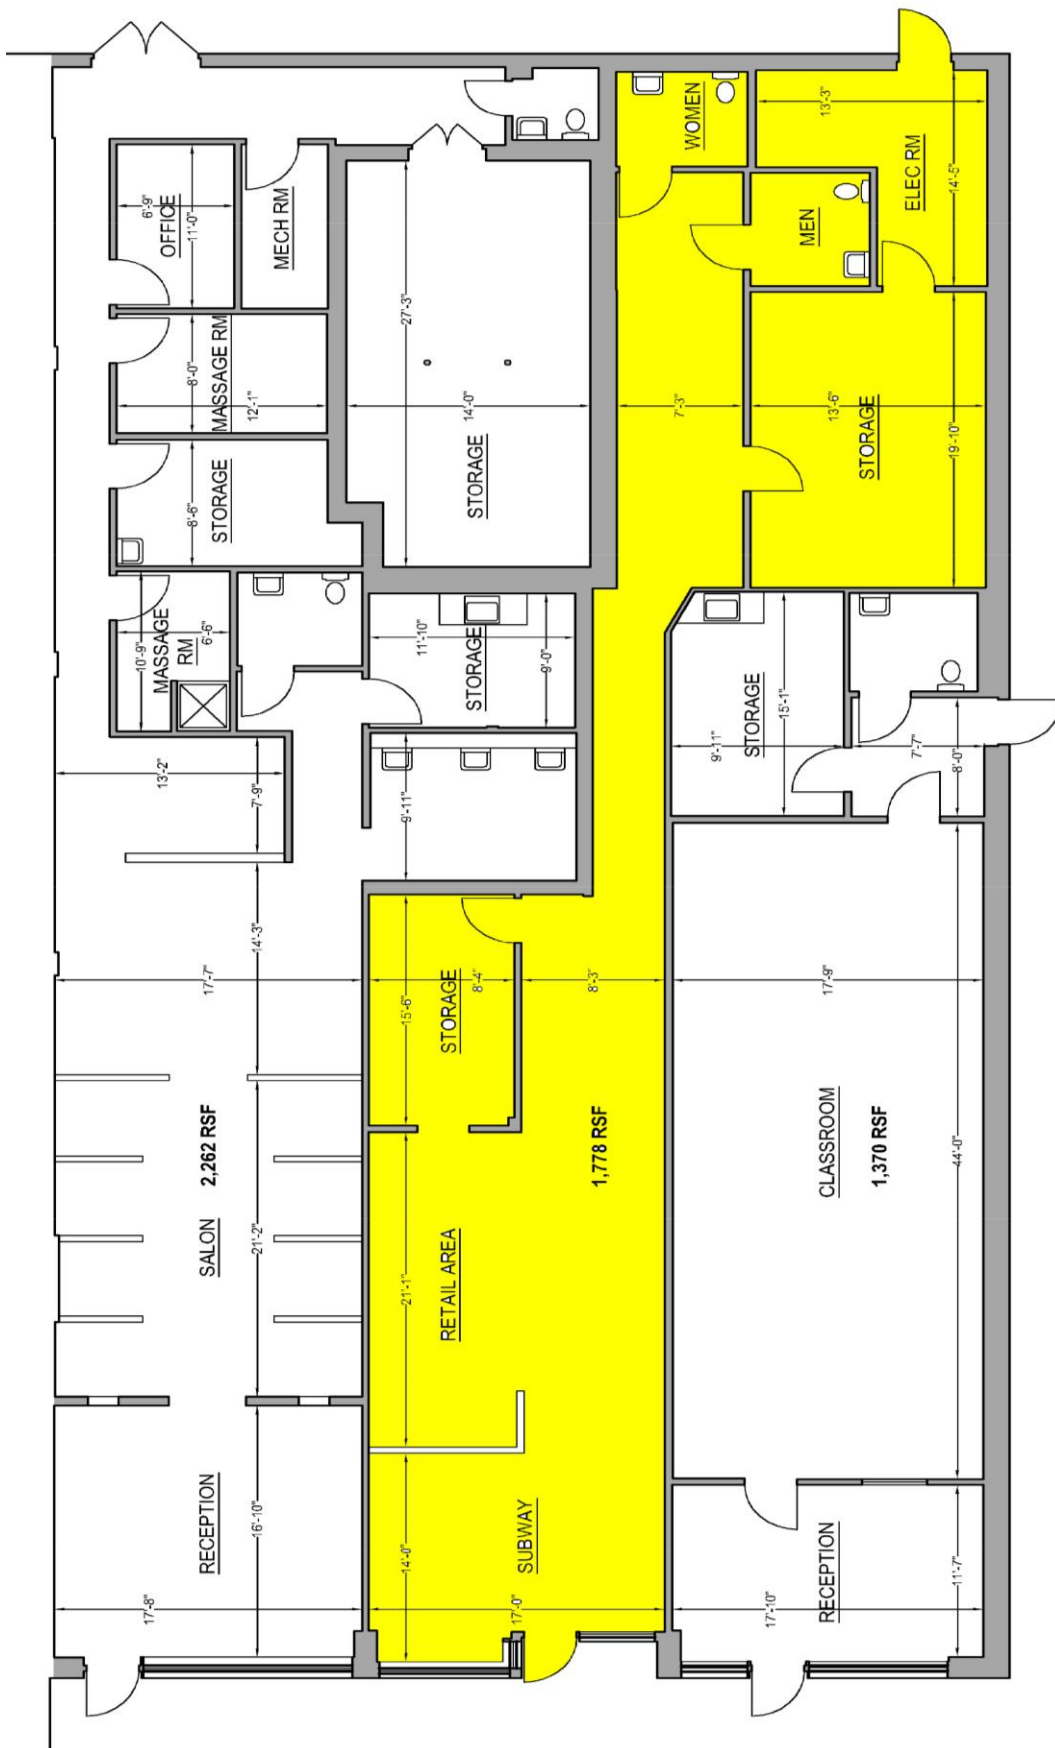 OFFICE
6'-9"
11'-0"
MECH RM
MASSAGE RM
8'-0"
12'-1"
STORAGE
8'-6"
MASSAGE
RM
10'-9"
6'-6"
27'-3"
14'-0"
STORAGE
11'-10"
STORAGE
9'-0"
9'-11"
13'-2"
7'-9"
14'-3"
17'-7"
SALON
2,262 RSF
21'-2"
RECEPTION
16'-10"
17'-8"
WOMEN
MEN
13'-3"
ELEC RM
14'-5"
7'-3"
13'-6"
STORAGE
19'-10"
STORAGE
15'-6"
8'-4"
8'-3"
1,778 RSF
RETAIL AREA
21'-1"
SUBWAY
14'-0"
17'-0"
9'-11"
STORAGE
15'-1"
7'-7"
8'-0"
17'-9"
CLASSROOM
1,370 RSF
44'-0"
17'-10"
RECEPTION
11'-7"